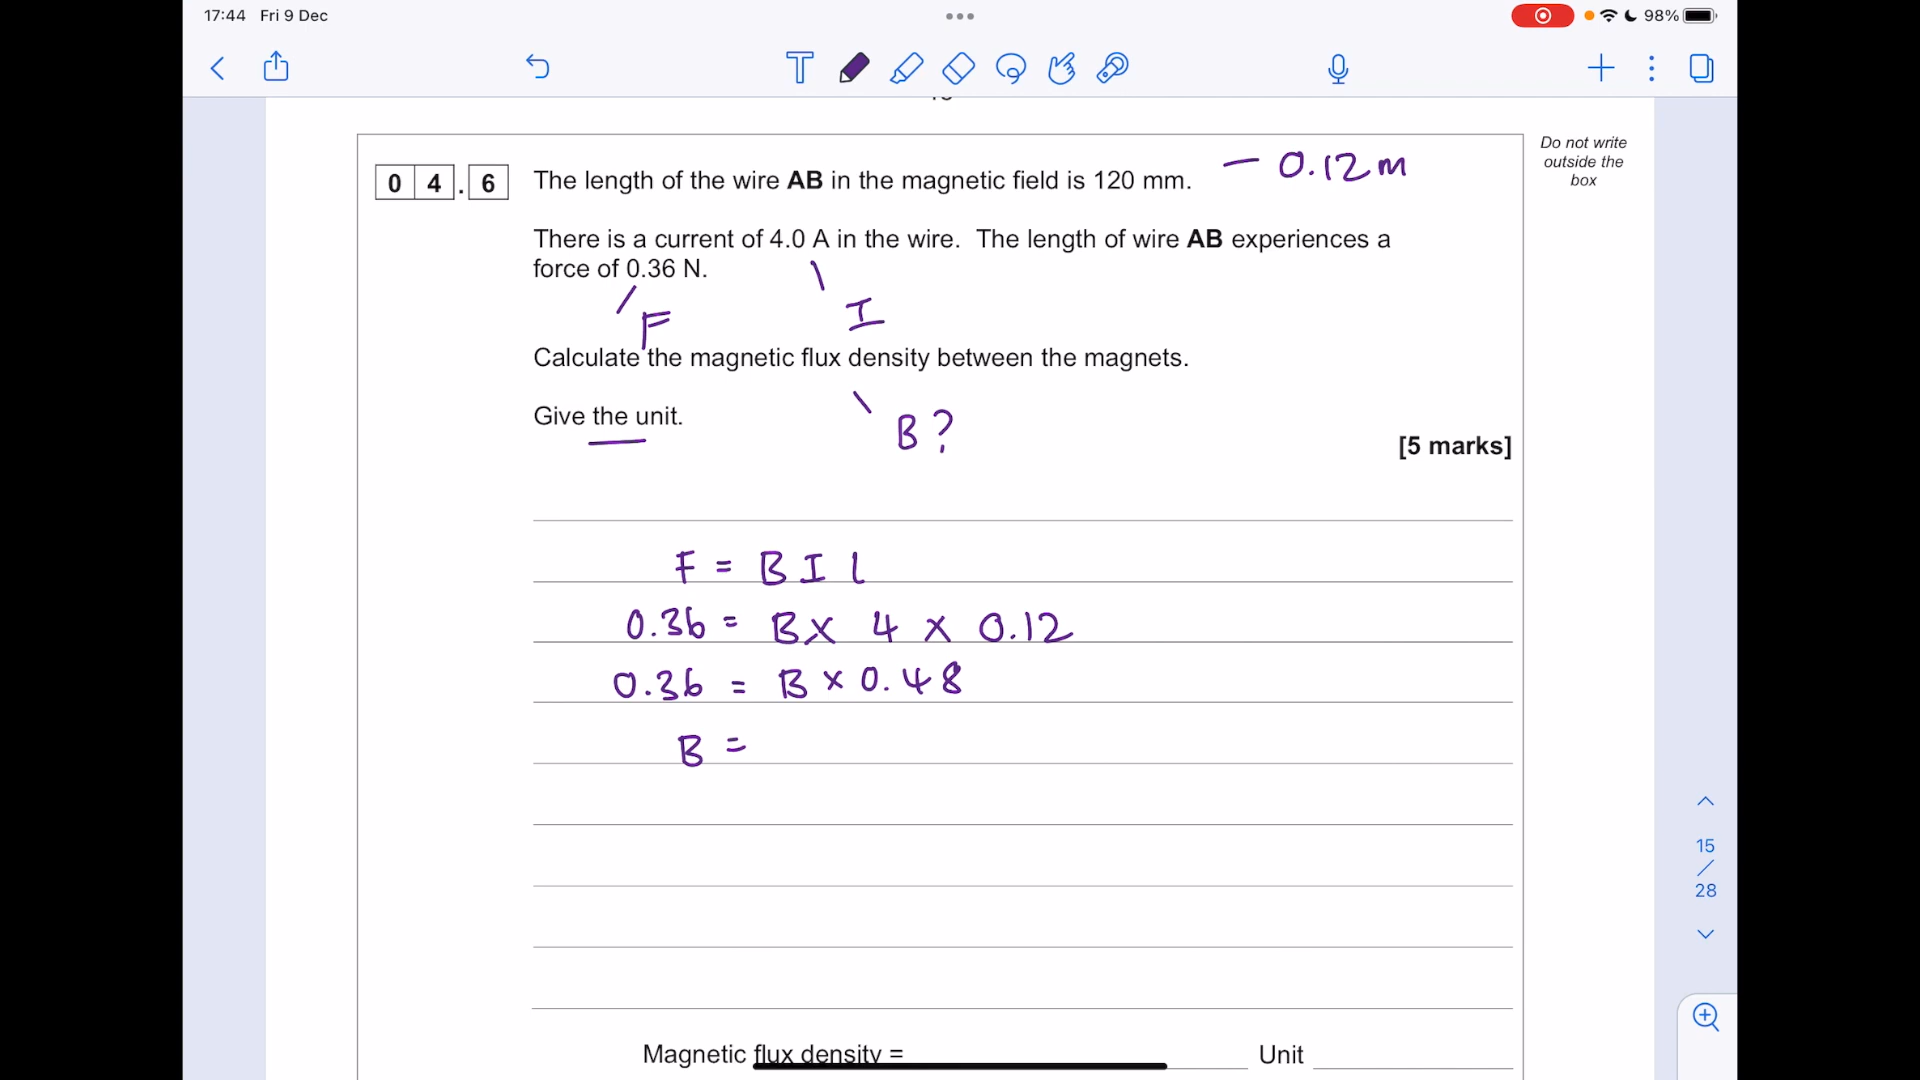 17:44 Fri 9 Dec 98%
Do not write
outside the
box
04.6 The length of the wire AB in the magnetic field is 120 mm. — 0.12 m
There is a current of 4.0 A in the wire. The length of wire AB experiences a
force of 0.36 N.
F I
Calculate the magnetic flux density between the magnets.
Give the unit. B?
[5 marks]
F = B I l
0.36 = B x 4 x 0.12
0.36 = B x 0.48
B =
15
/
28
Magnetic flux density = Unit